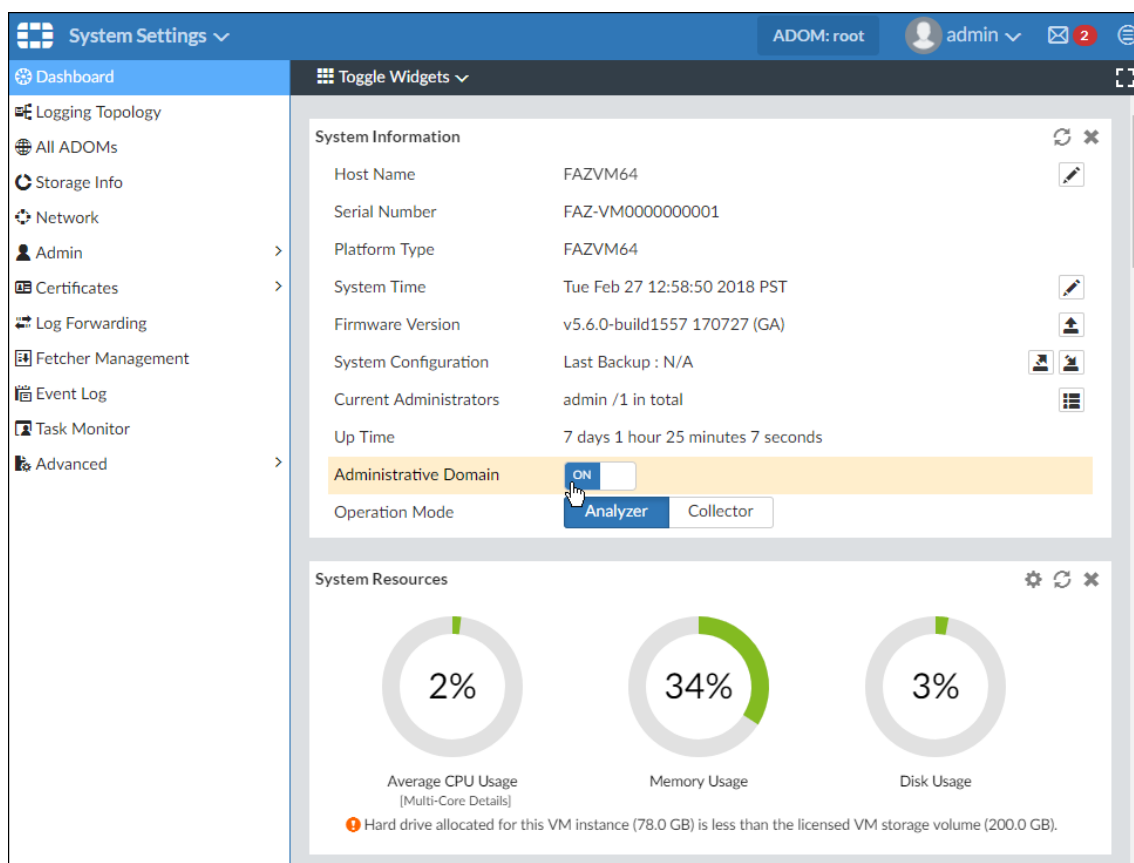 System Settings
ADOM: root
admin
2
Dashboard
Toggle Widgets
Logging Topology
All ADOMs
Storage Info
Network
Admin
Certificates
Log Forwarding
Fetcher Management
Event Log
Task Monitor
Advanced
System Information
Host Name FAZVM64
Serial Number FAZ-VM0000000001
Platform Type FAZVM64
System Time Tue Feb 27 12:58:50 2018 PST
Firmware Version v5.6.0-build1557 170727 (GA)
System Configuration Last Backup : N/A
Current Administrators admin /1 in total
Up Time 7 days 1 hour 25 minutes 7 seconds
Administrative Domain ON
Operation Mode Analyzer Collector
System Resources
2% 34% 3%
Average CPU Usage Memory Usage Disk Usage
[Multi-Core Details]
Hard drive allocated for this VM instance (78.0 GB) is less than the licensed VM storage volume (200.0 GB).